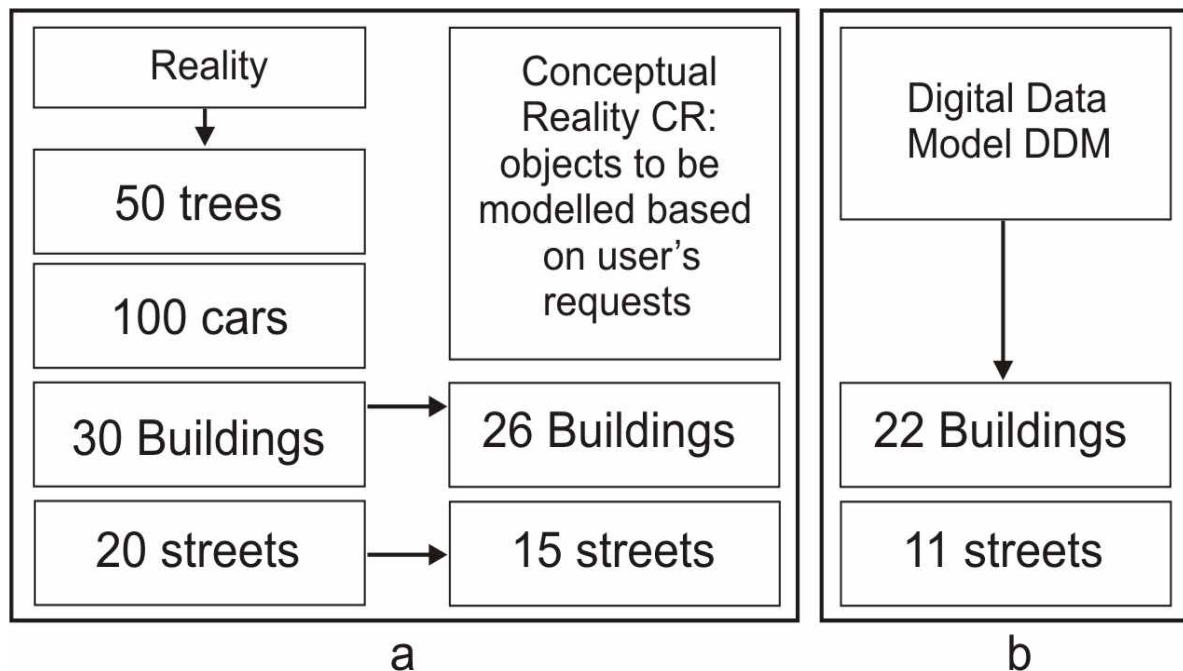 Reality
50 trees
100 cars
30 Buildings
20 streets
Conceptual
Reality CR:
objects to be
modelled based
on user's
requests
26 Buildings
15 streets
a
Digital Data
Model DDM
22 Buildings
11 streets
b